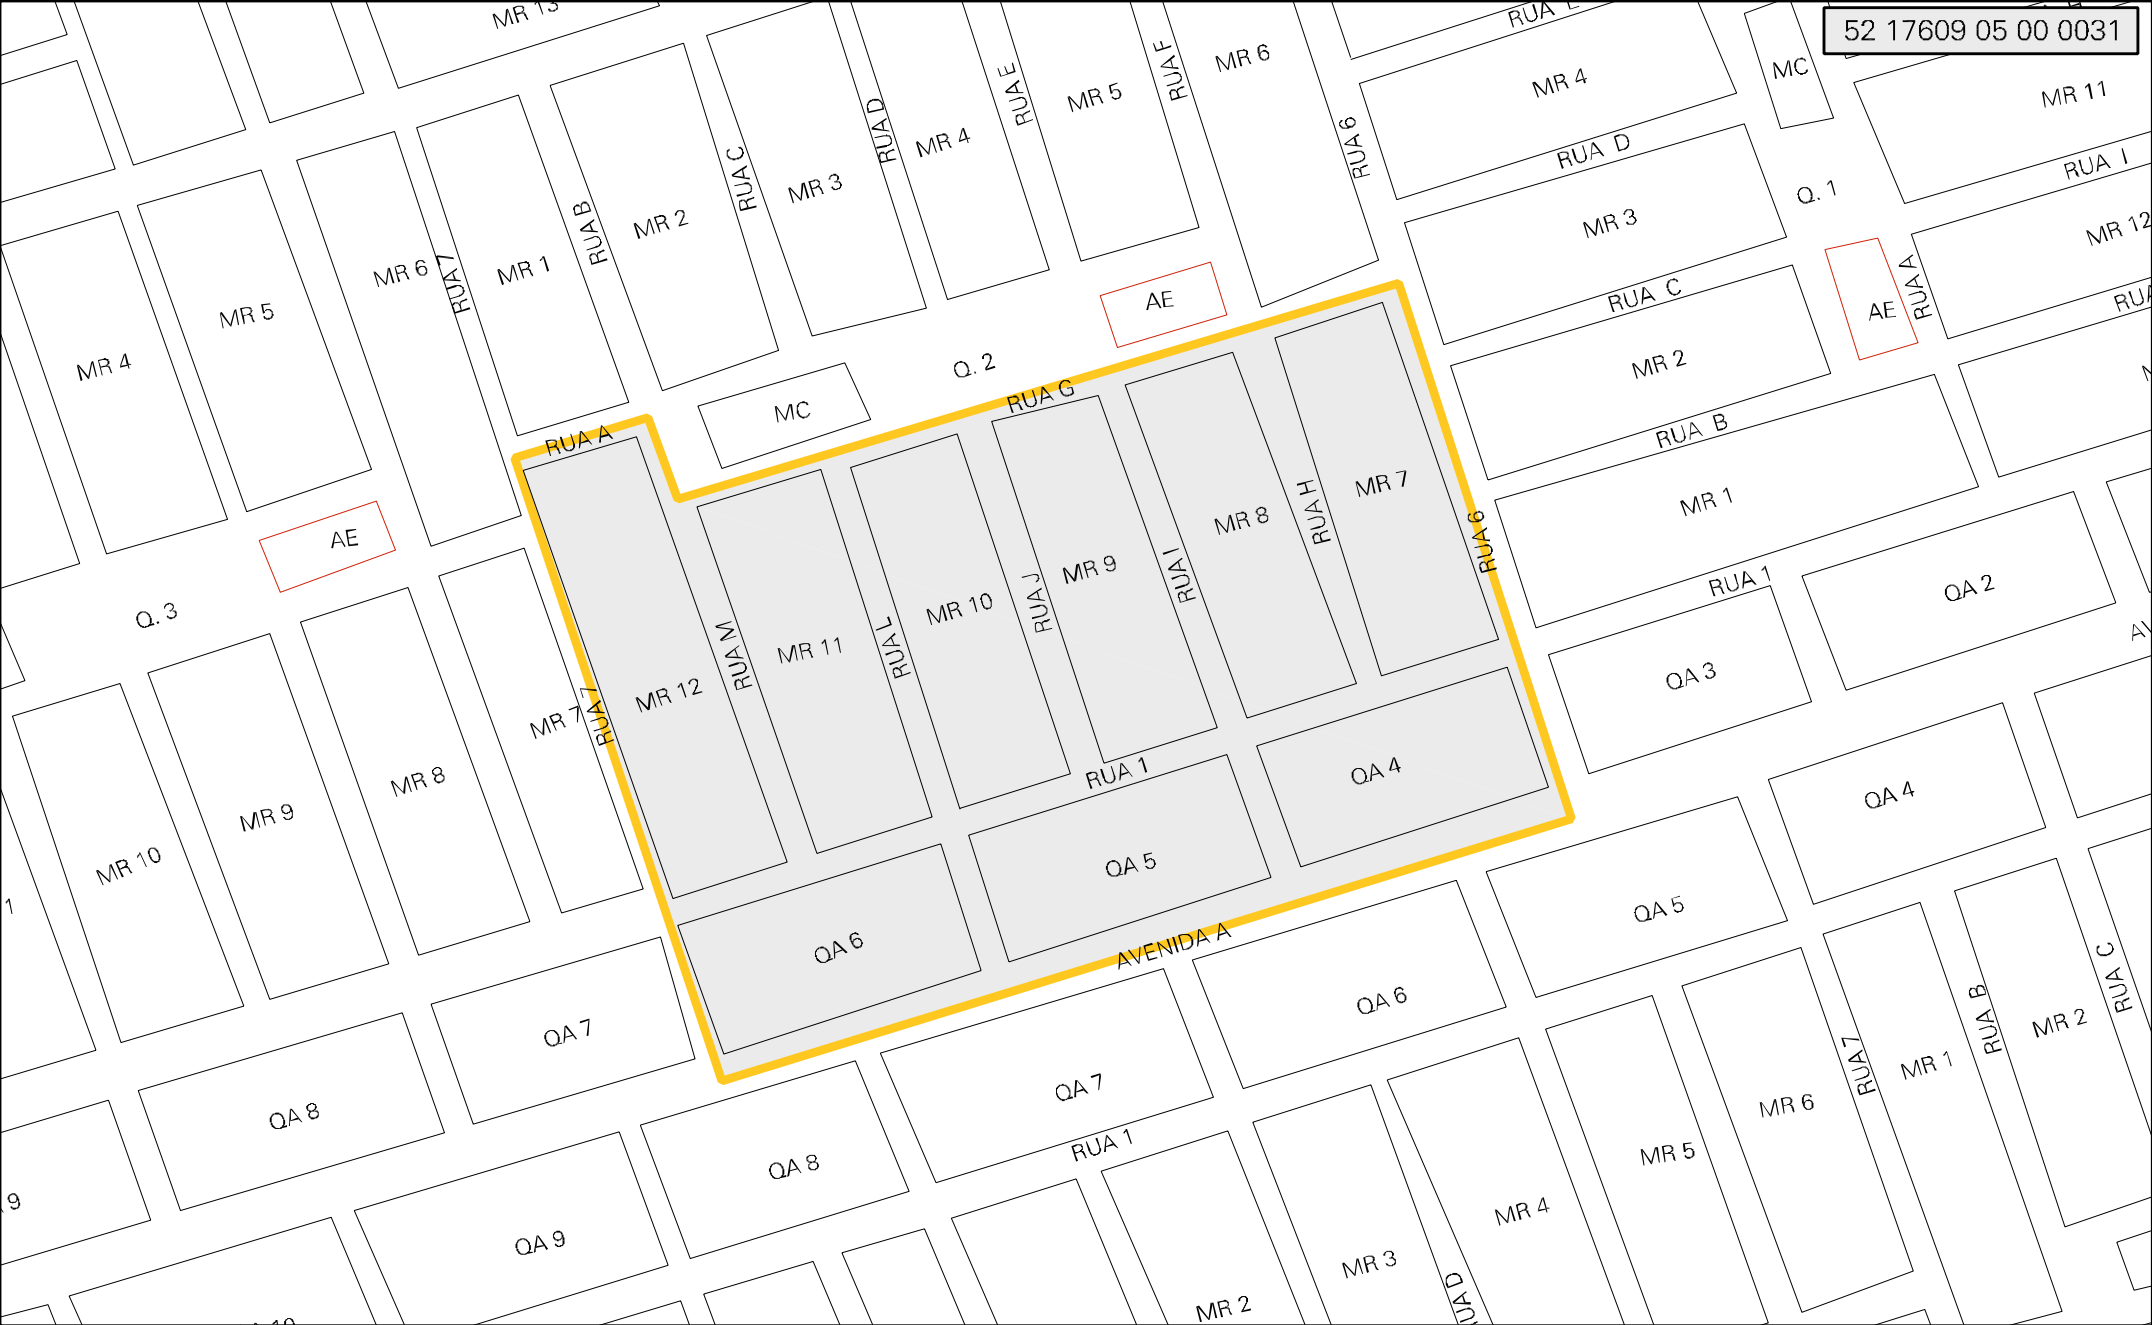 MR 13
52 17609 05 00 0031
MR 6
MR 4
MC
MR 11
MR 5
RUA F
RUA E
RUA D
MR 4
RUA 6
RUA D
RUA I
MR 3
RUA C
Q. 1
MR 2
MR 3
MR 12
RUA B
MR 1
MR 6
RUA 7
MR 5
AE
RUA C
AE
RUA A
MR 4
Q. 2
MR 2
MC
RUA G
RUA A
RUA B
MR 7
MR 1
MR 8
RUA H
RUA 6
AE
MR 9
RUA I
RUA 1
QA 2
Q. 3
MR 10
RUA J
MR 11
RUA L
RUA M
MR 12
QA 3
MR 7
RUA 7
MR 8
RUA 1
QA 4
QA 4
MR 9
MR 10
QA 5
QA 5
QA 6
AVENIDA A
QA 6
QA 7
RUA C
RUA B
MR 2
QA 7
RUA 7
MR 1
QA 8
RUA 1
MR 6
QA 8
MR 5
9
MR 4
QA 9
MR 3
MR 2